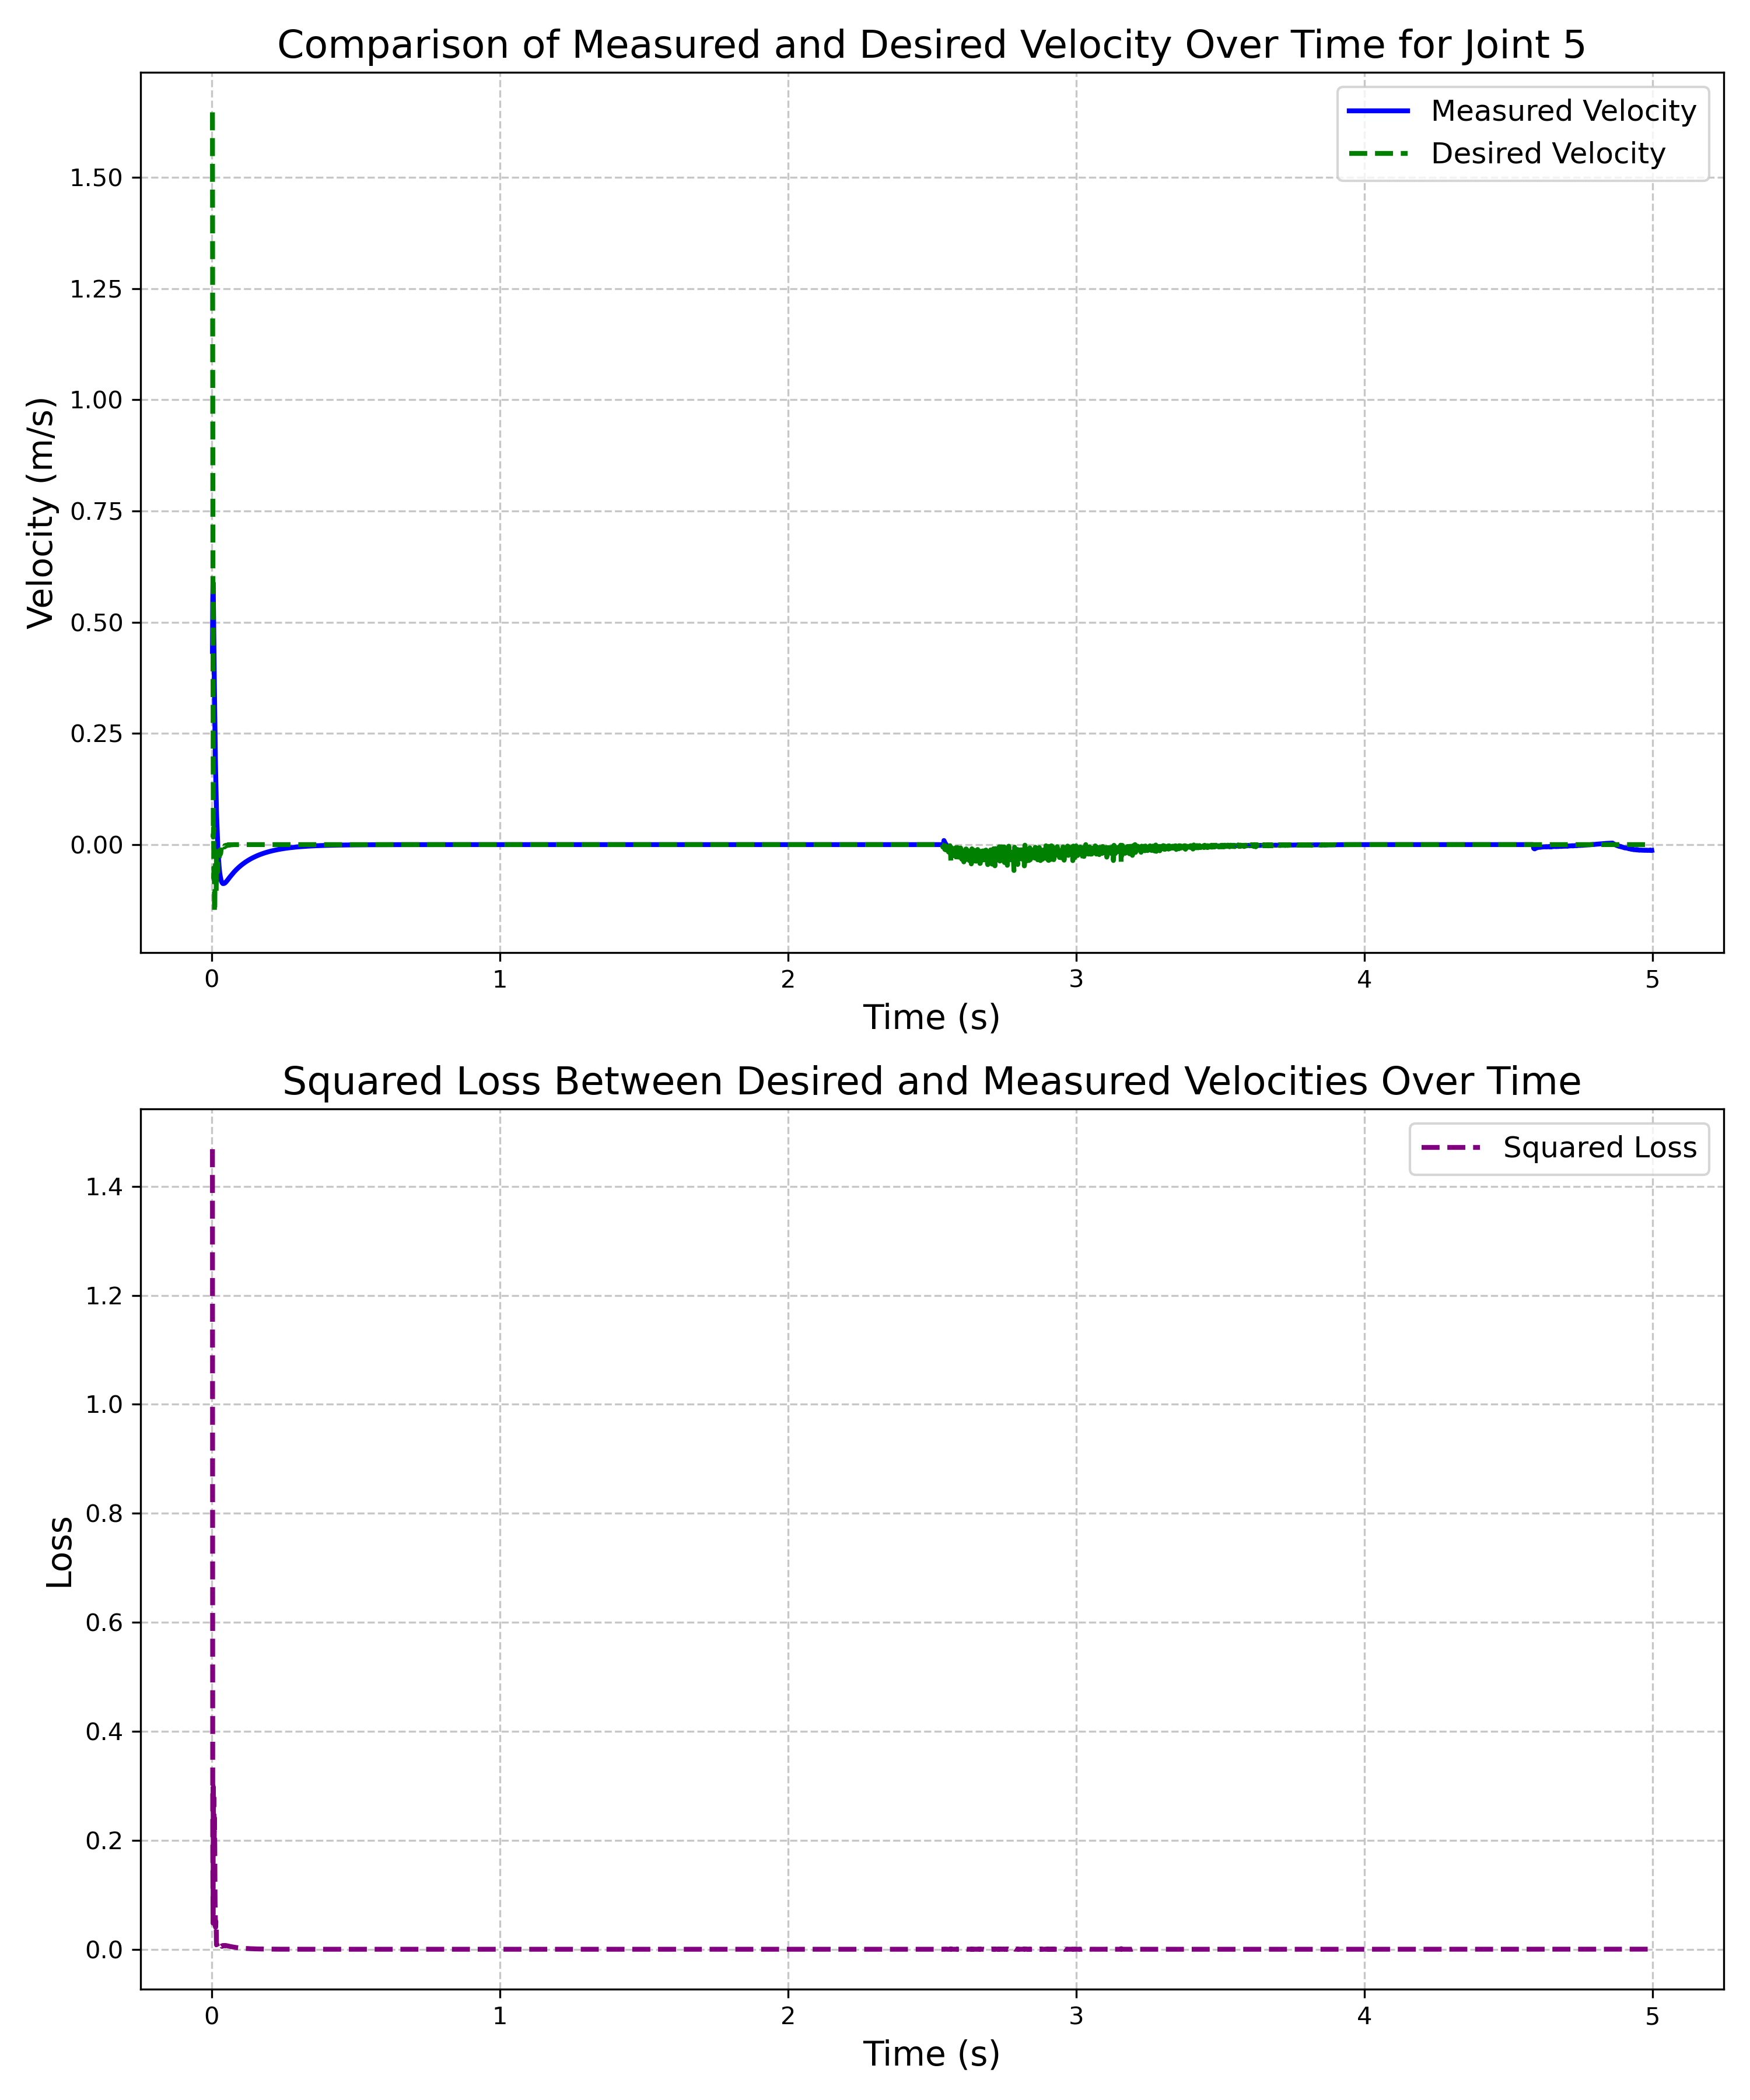 Comparison of Measured and Desired Velocity Over Time for Joint 5
Measured Velocity
Desired Velocity
Velocity (m/s)
1.50
1.25
1.00
0.75
0.50
0.25
0.00
0 1 2 3 4 5
Time (s)
Squared Loss Between Desired and Measured Velocities Over Time
Squared Loss
Loss
1.4
1.2
1.0
0.8
0.6
0.4
0.2
0.0
0 1 2 3 4 5
Time (s)